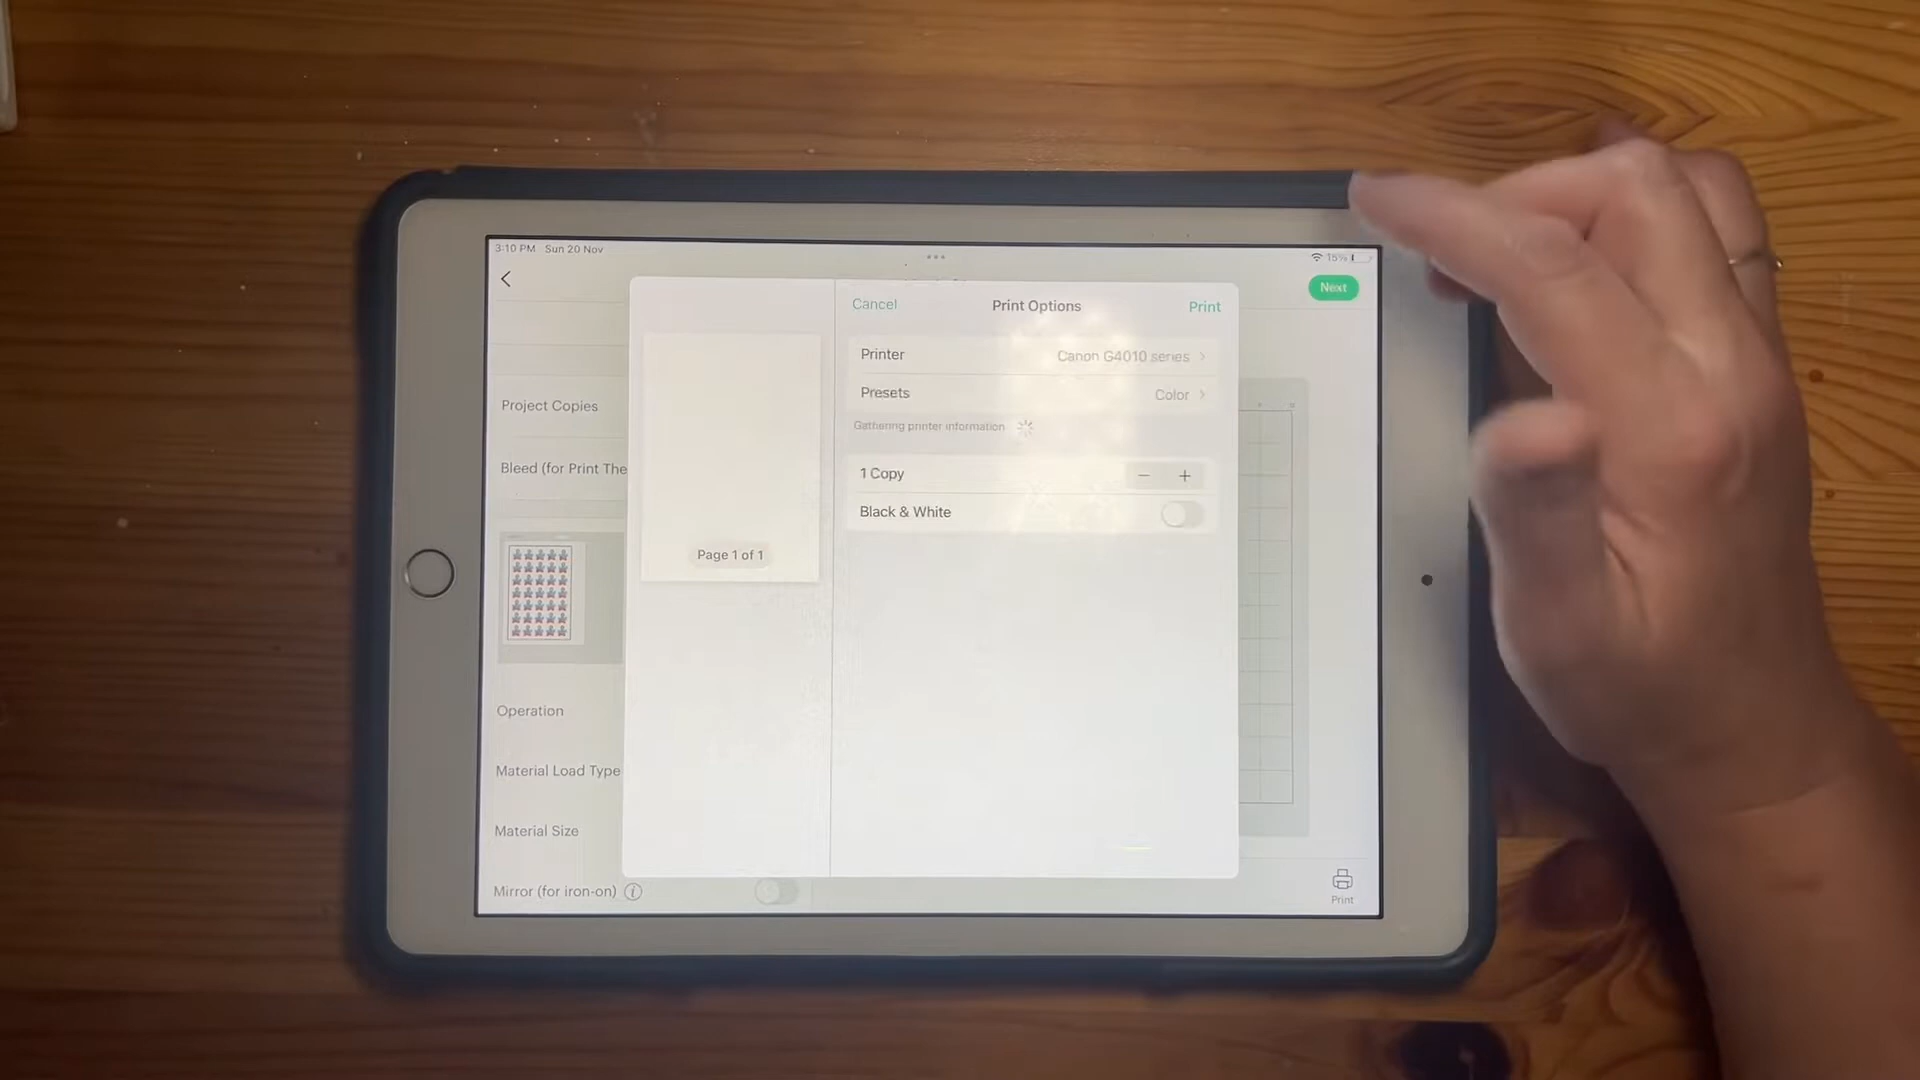 3:10 PM Sun 20 Nov
15%
Next
Cancel
Print Options
Print
Printer
Canon G4010 series
Presets
Color
Gathering printer information
1 Copy
Black & White
Page 1 of 1
Project Copies
Bleed (for Print The
Operation
Material Load Type
Material Size
Mirror (for iron-on)
Print